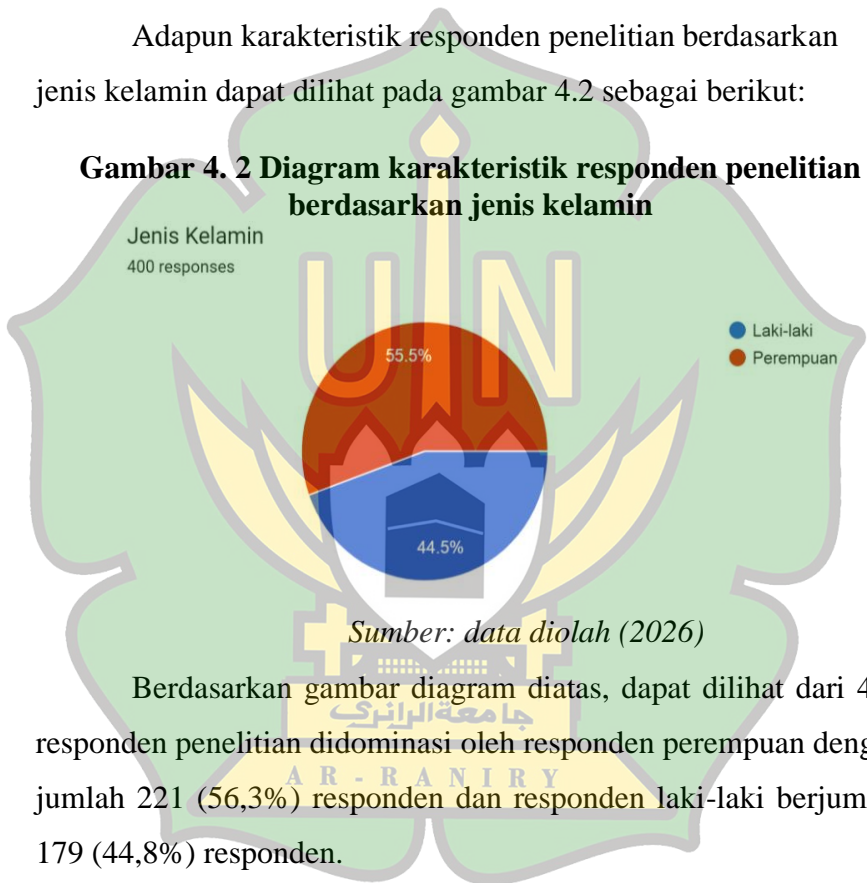 Adapun karakteristik responden penelitian berdasarkan
jenis kelamin dapat dilihat pada gambar 4.2 sebagai berikut:
Gambar 4. 2 Diagram karakteristik responden penelitian
berdasarkan jenis kelamin
Jenis Kelamin
400 responses
UIN
Laki-laki
55.5%
Perempuan
44.5%
Sumber: data diolah (2026)
Berdasarkan gambar diagram diatas, dapat dilihat dari 4
جامعة الرانري
responden penelitian didominasi oleh responden perempuan deng
AR-RANIRY
jumlah 221 (56,3%) responden dan responden laki-laki berjum
179 (44,8%) responden.